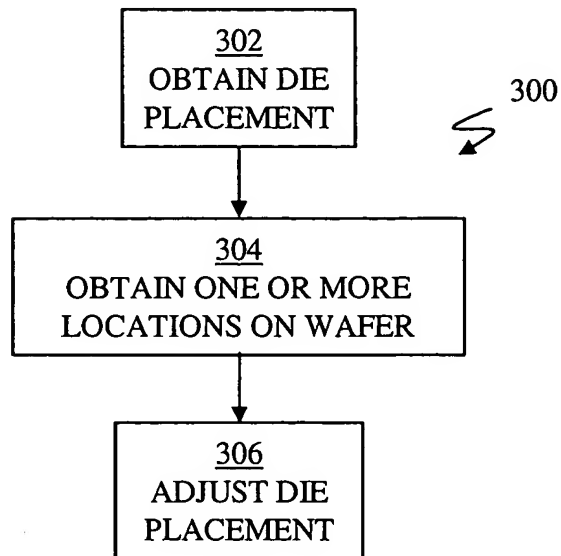 302
OBTAIN DIE
PLACEMENT
300
304
OBTAIN ONE OR MORE
LOCATIONS ON WAFER
306
ADJUST DIE
PLACEMENT